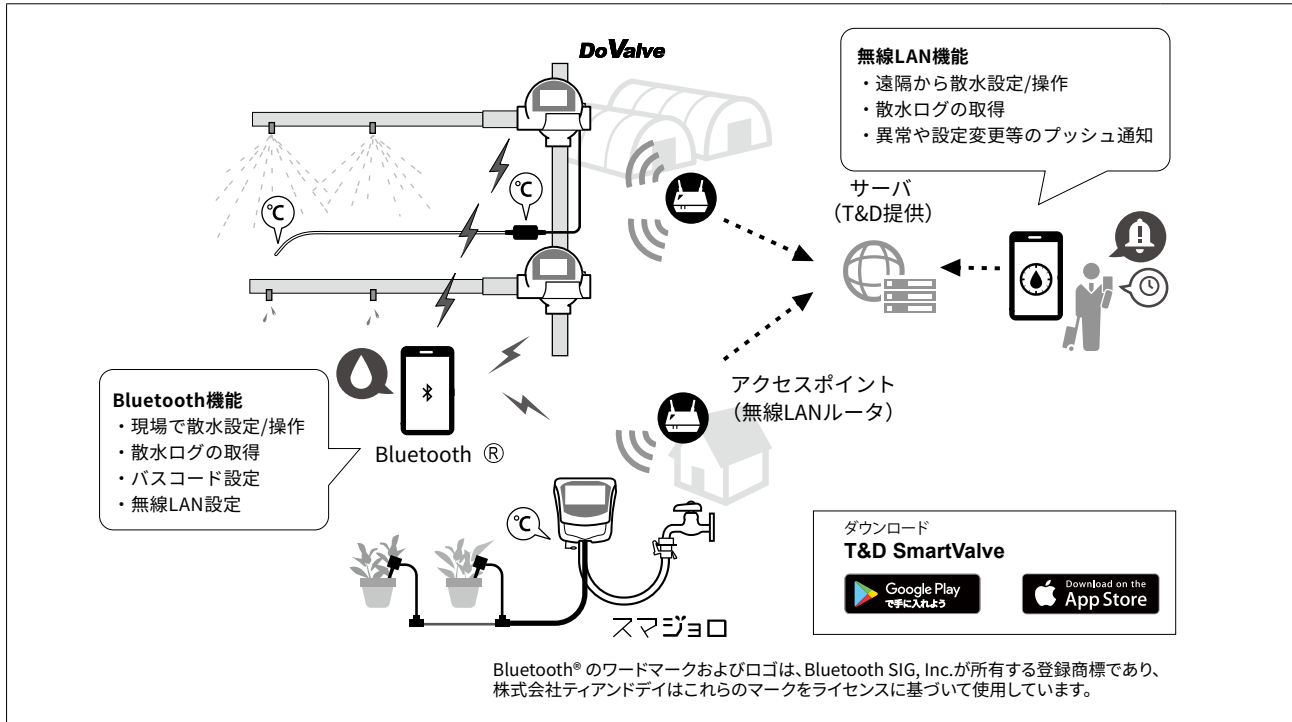 DoValve
無線LAN機能
・遠隔から散水設定/操作
・散水ログの取得
・異常や設定変更等のプッシュ通知
℃
℃
サーバ
（T&D提供）
Bluetooth機能
・現場で散水設定/操作
・散水ログの取得
・バスコード設定
・無線LAN設定
Bluetooth ®
アクセスポイント
（無線LANルータ）
℃
スマジョロ
ダウンロード
T&D SmartValve
Google Play
で手に入れよう
Download on the
App Store
Bluetooth® のワードマークおよびロゴは、Bluetooth SIG, Inc.が所有する登録商標であり、
株式会社ティアンドデイはこれらのマークをライセンスに基づいて使用しています。